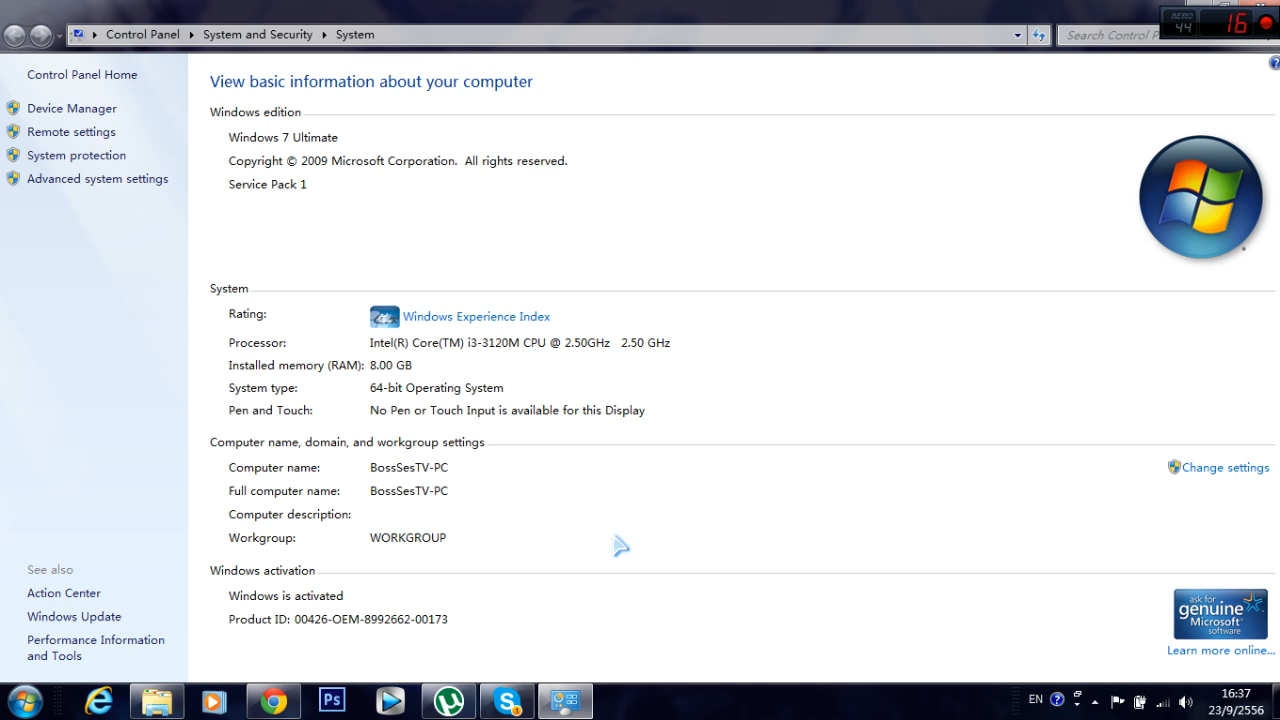 Control Panel ▸ System and Security ▸ System
Search Control P
AERO
44
16
Control Panel Home
Device Manager
Remote settings
System protection
Advanced system settings
See also
Action Center
Windows Update
Performance Information
and Tools
View basic information about your computer
Windows edition
Windows 7 Ultimate
Copyright © 2009 Microsoft Corporation. All rights reserved.
Service Pack 1
System
Rating: Windows Experience Index
Processor: Intel(R) Core(TM) i3-3120M CPU @ 2.50GHz 2.50 GHz
Installed memory (RAM): 8.00 GB
System type: 64-bit Operating System
Pen and Touch: No Pen or Touch Input is available for this Display
Computer name, domain, and workgroup settings
Computer name: BossSesTV-PC
Change settings
Full computer name: BossSesTV-PC
Computer description:
Workgroup: WORKGROUP
Windows activation
Windows is activated
Product ID: 00426-OEM-8992662-00173
ask for
genuine
Microsoft
software
Learn more online...
Ps
EN
16:37
23/9/2556